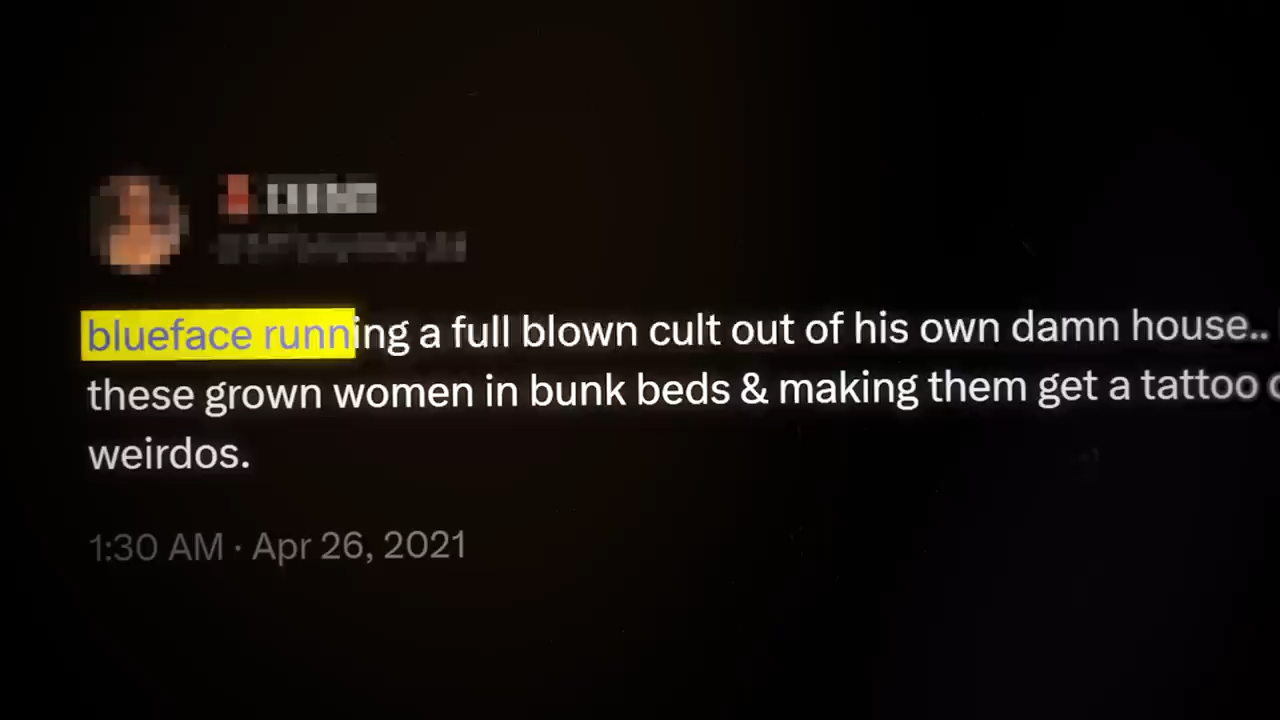 blueface running a full blown cult out of his own damn house..
these grown women in bunk beds & making them get a tattoo
weirdos.
1:30 AM · Apr 26, 2021